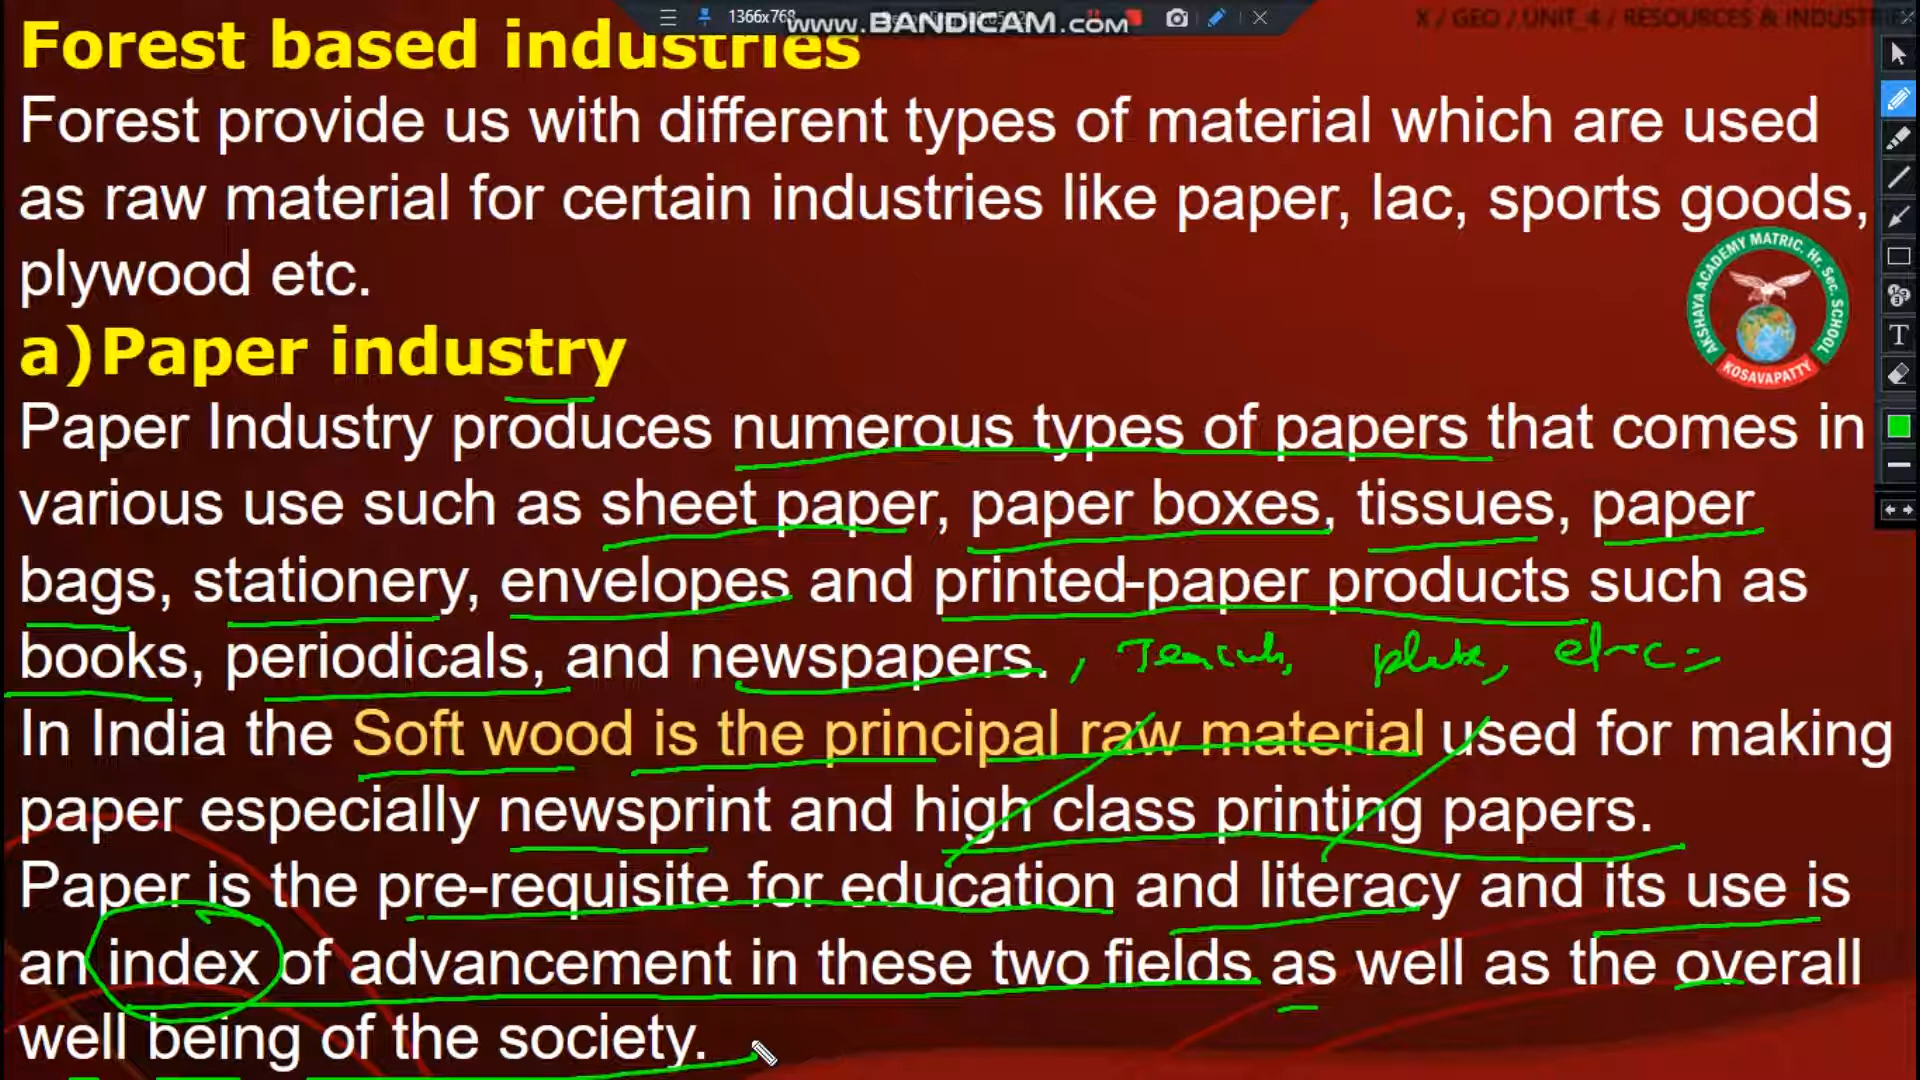 1366x768
www.BANDICAM.com
X / GEO / UNIT_4 / RESOURCES & INDUSTRIES
Forest based industries
Forest provide us with different types of material which are used
as raw material for certain industries like paper, lac, sports goods,
plywood etc.
AKSHAYA ACADEMY MATRIC. Hr. Sec. SCHOOL
KOSAVAPATTY
a)Paper industry
Paper Industry produces numerous types of papers that comes in
various use such as sheet paper, paper boxes, tissues, paper
bags, stationery, envelopes and printed-paper products such as
books, periodicals, and newspapers.
In India the Soft wood is the principal raw material used for making
paper especially newsprint and high class printing papers.
Paper is the pre-requisite for education and literacy and its use is
an index of advancement in these two fields as well as the overall
well being of the society.